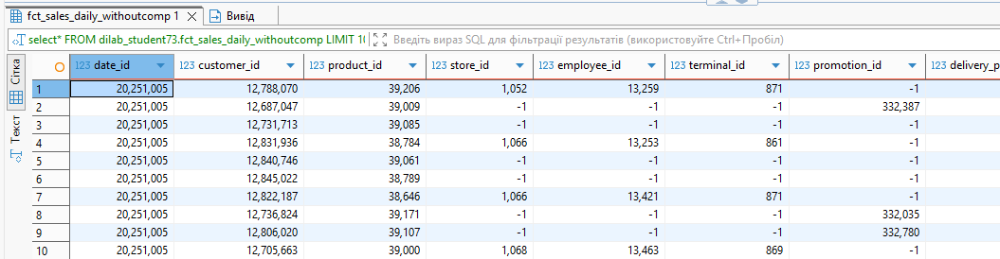 fct_sales_daily_withoutcomp 1 Вивід
select* FROM dilab_student73.fct_sales_daily_withoutcomp LIMIT 10 Введіть вираз SQL для фільтрації результатів (використовуйте Ctrl+Пробіл)
Сітка
Текст
123 date_id 123 customer_id 123 product_id 123 store_id 123 employee_id 123 terminal_id 123 promotion_id 123 delivery_p
1 20,251,005 12,788,070 39,206 1,052 13,259 871 -1
2 20,251,005 12,687,047 39,009 -1 -1 -1 332,387
3 20,251,005 12,731,713 39,085 -1 -1 -1 -1
4 20,251,005 12,831,936 38,784 1,066 13,253 861 -1
5 20,251,005 12,840,746 39,061 -1 -1 -1 -1
6 20,251,005 12,845,022 38,789 -1 -1 -1 -1
7 20,251,005 12,822,187 38,646 1,066 13,421 871 -1
8 20,251,005 12,736,824 39,171 -1 -1 -1 332,035
9 20,251,005 12,806,020 39,107 -1 -1 -1 332,780
10 20,251,005 12,705,663 39,000 1,068 13,463 869 -1